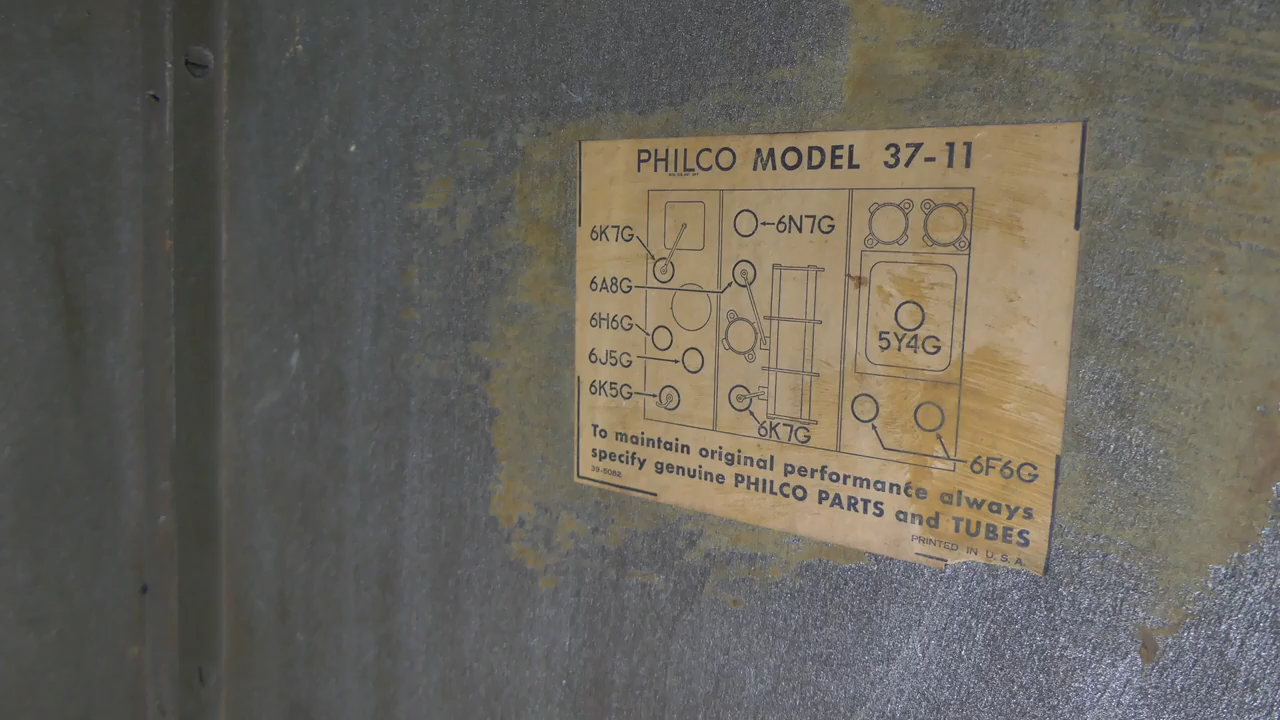 PHILCO MODEL 37-11
6K7G
6N7G
6A8G
6H6G
5Y4G
6J5G
6K5G
6K7G
6F6G
To maintain original performance always
specify genuine PHILCO PARTS and TUBES
39-5082
PRINTED IN U.S.A.